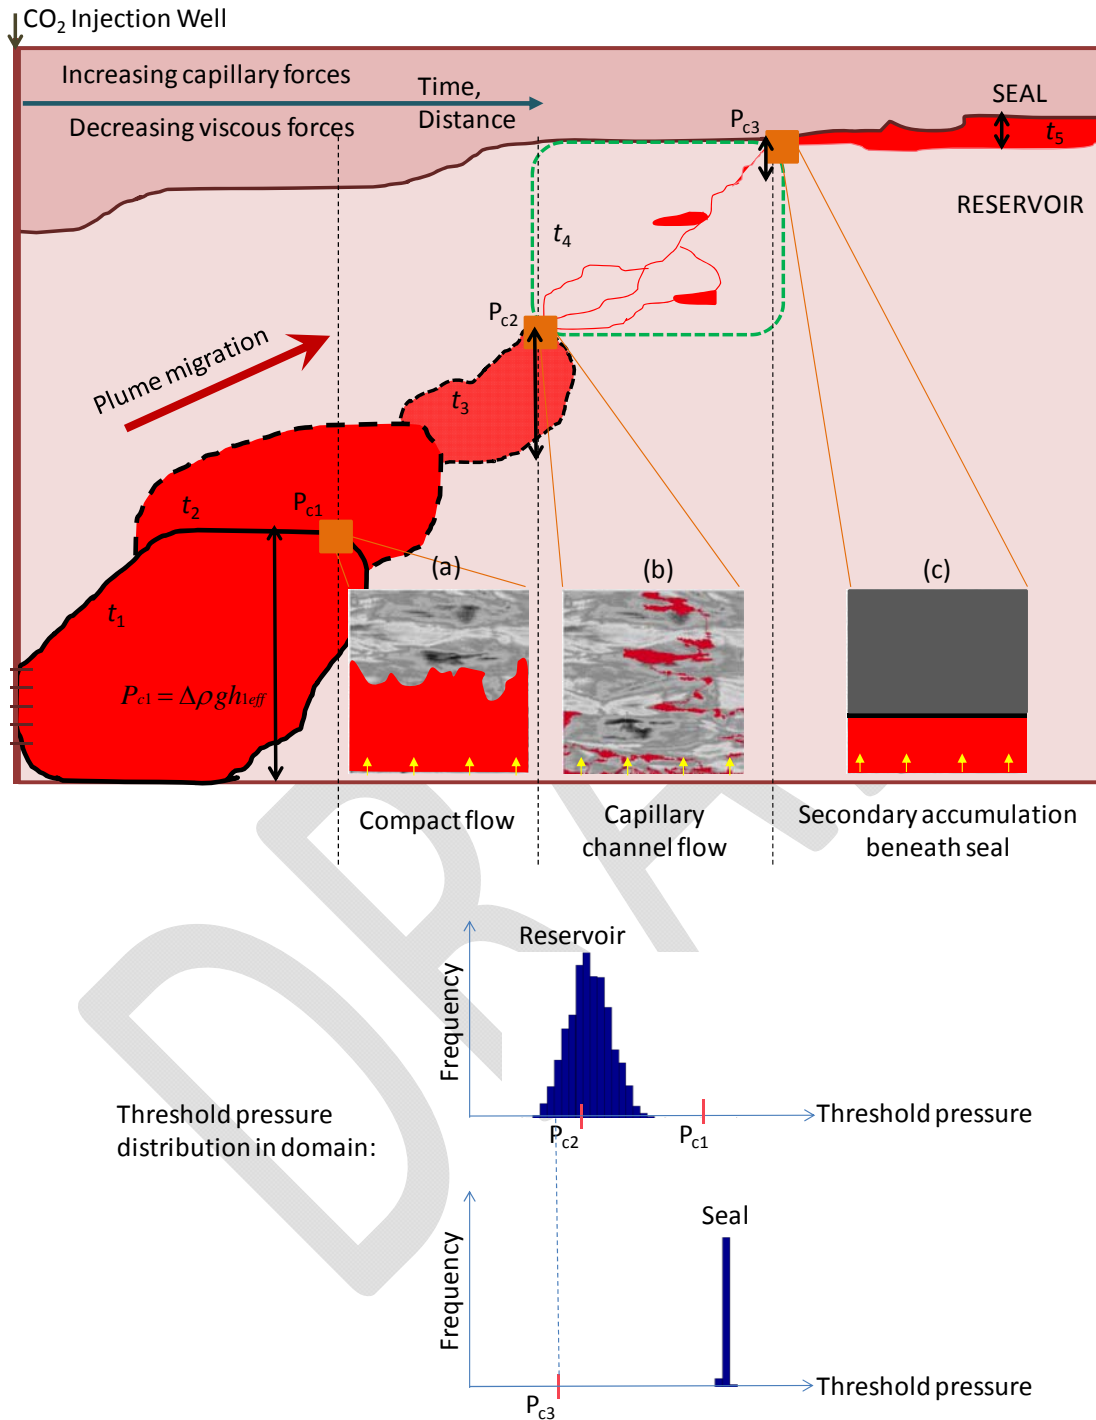 CO2 Injection Well
Increasing capillary forces
Decreasing viscous forces
Time,
Distance
SEAL
Pc3
t5
RESERVOIR
t4
Pc2
Plume migration
t3
t2
Pc1
t1
Pc1 = Δρgh1eff
(a)
(b)
(c)
Compact flow
Capillary
channel flow
Secondary accumulation
beneath seal
DRA
Reservoir
Frequency
Threshold pressure
distribution in domain:
Pc2
Pc1
Threshold pressure
Seal
Frequency
Pc3
Threshold pressure